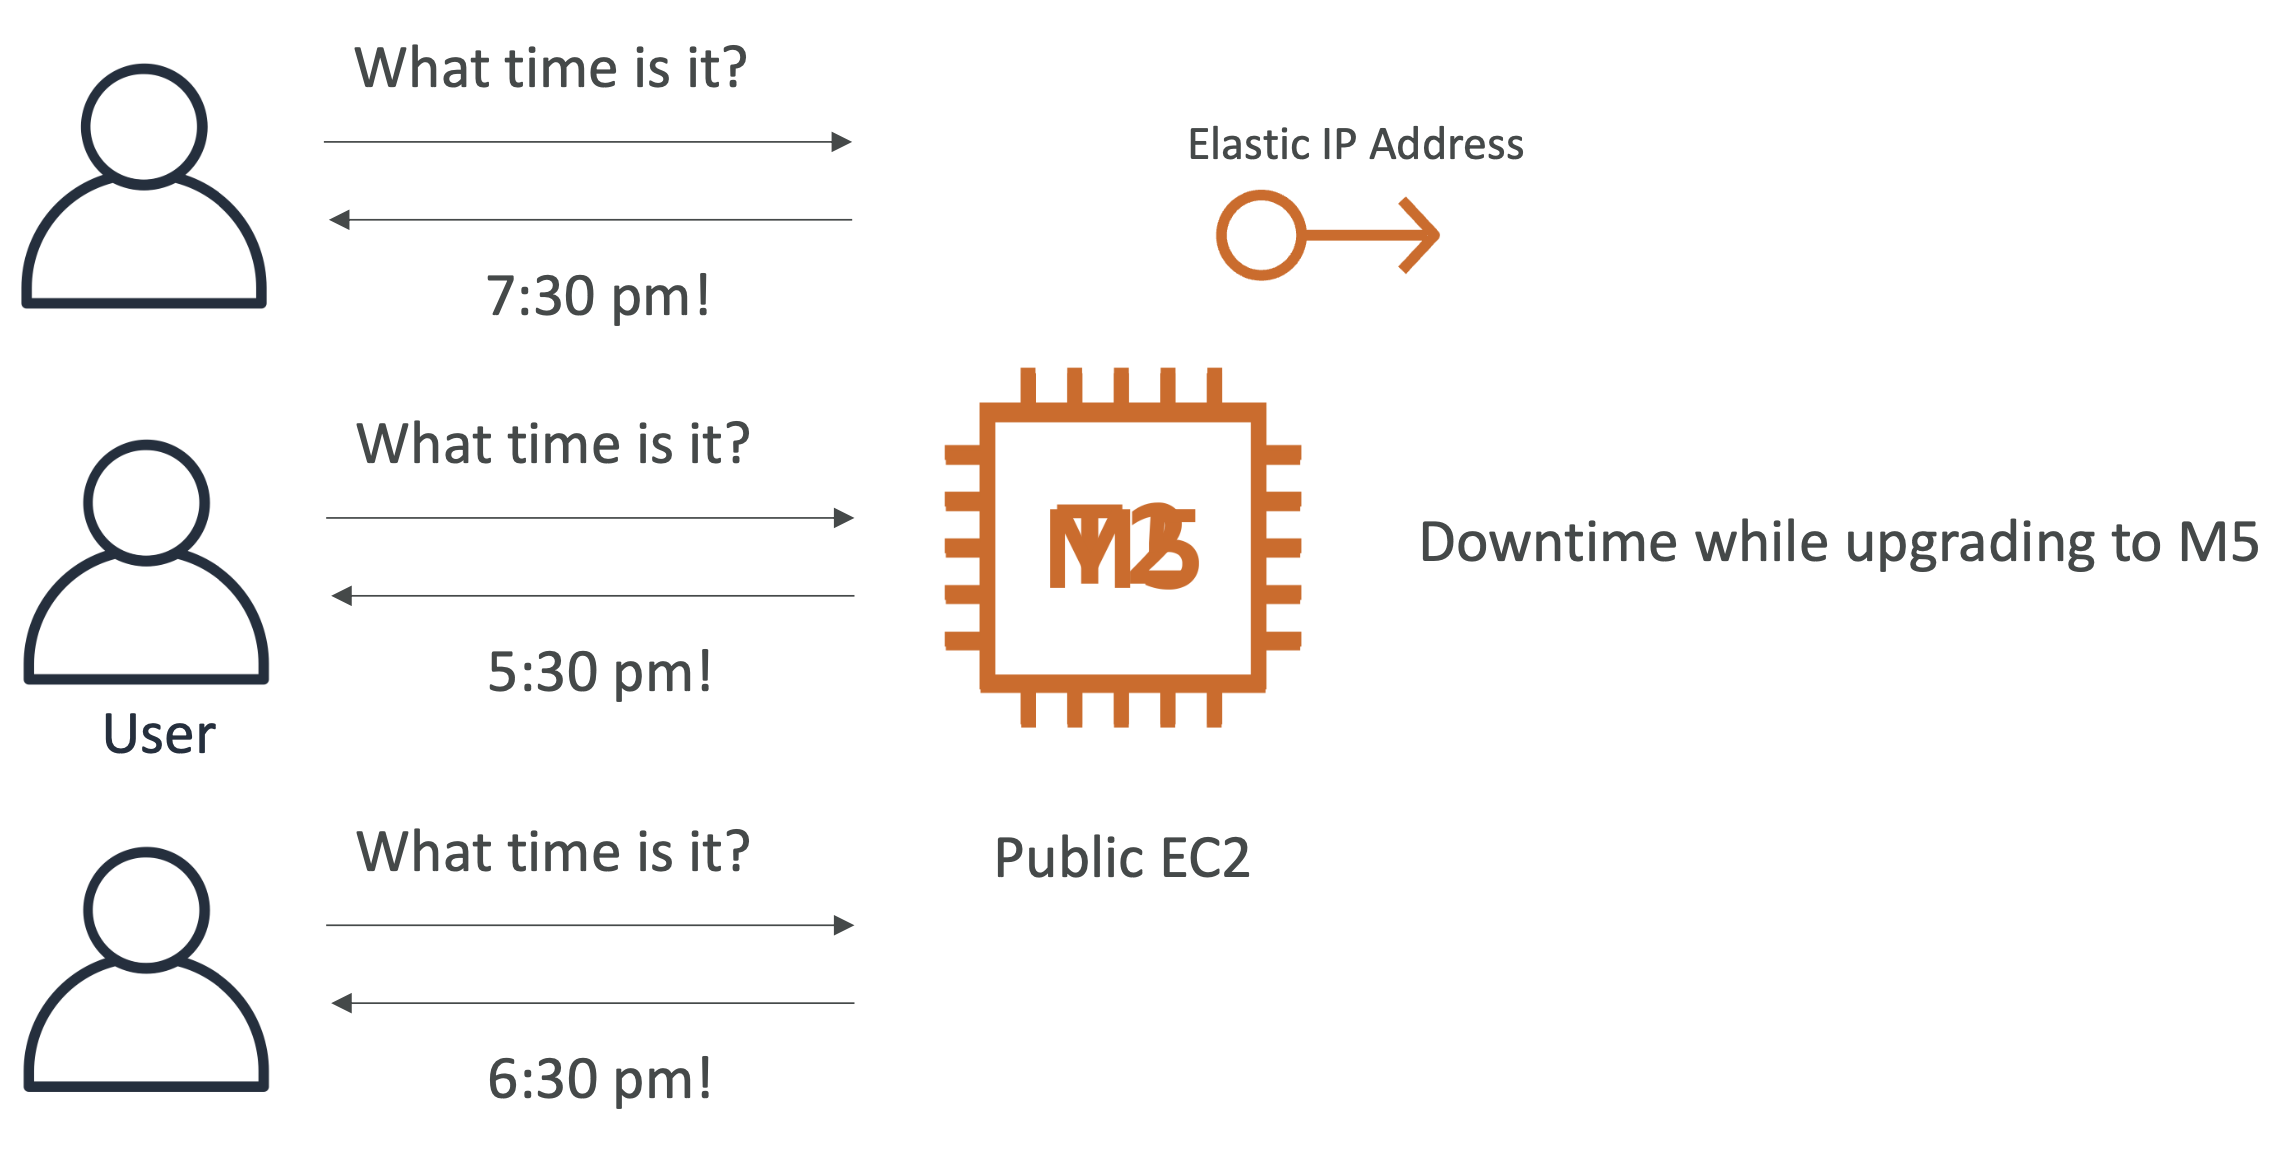 What time is it?
Elastic IP Address
7:30 pm!
What time is it?
T2
M5
Downtime while upgrading to M5
5:30 pm!
User
What time is it?
Public EC2
6:30 pm!